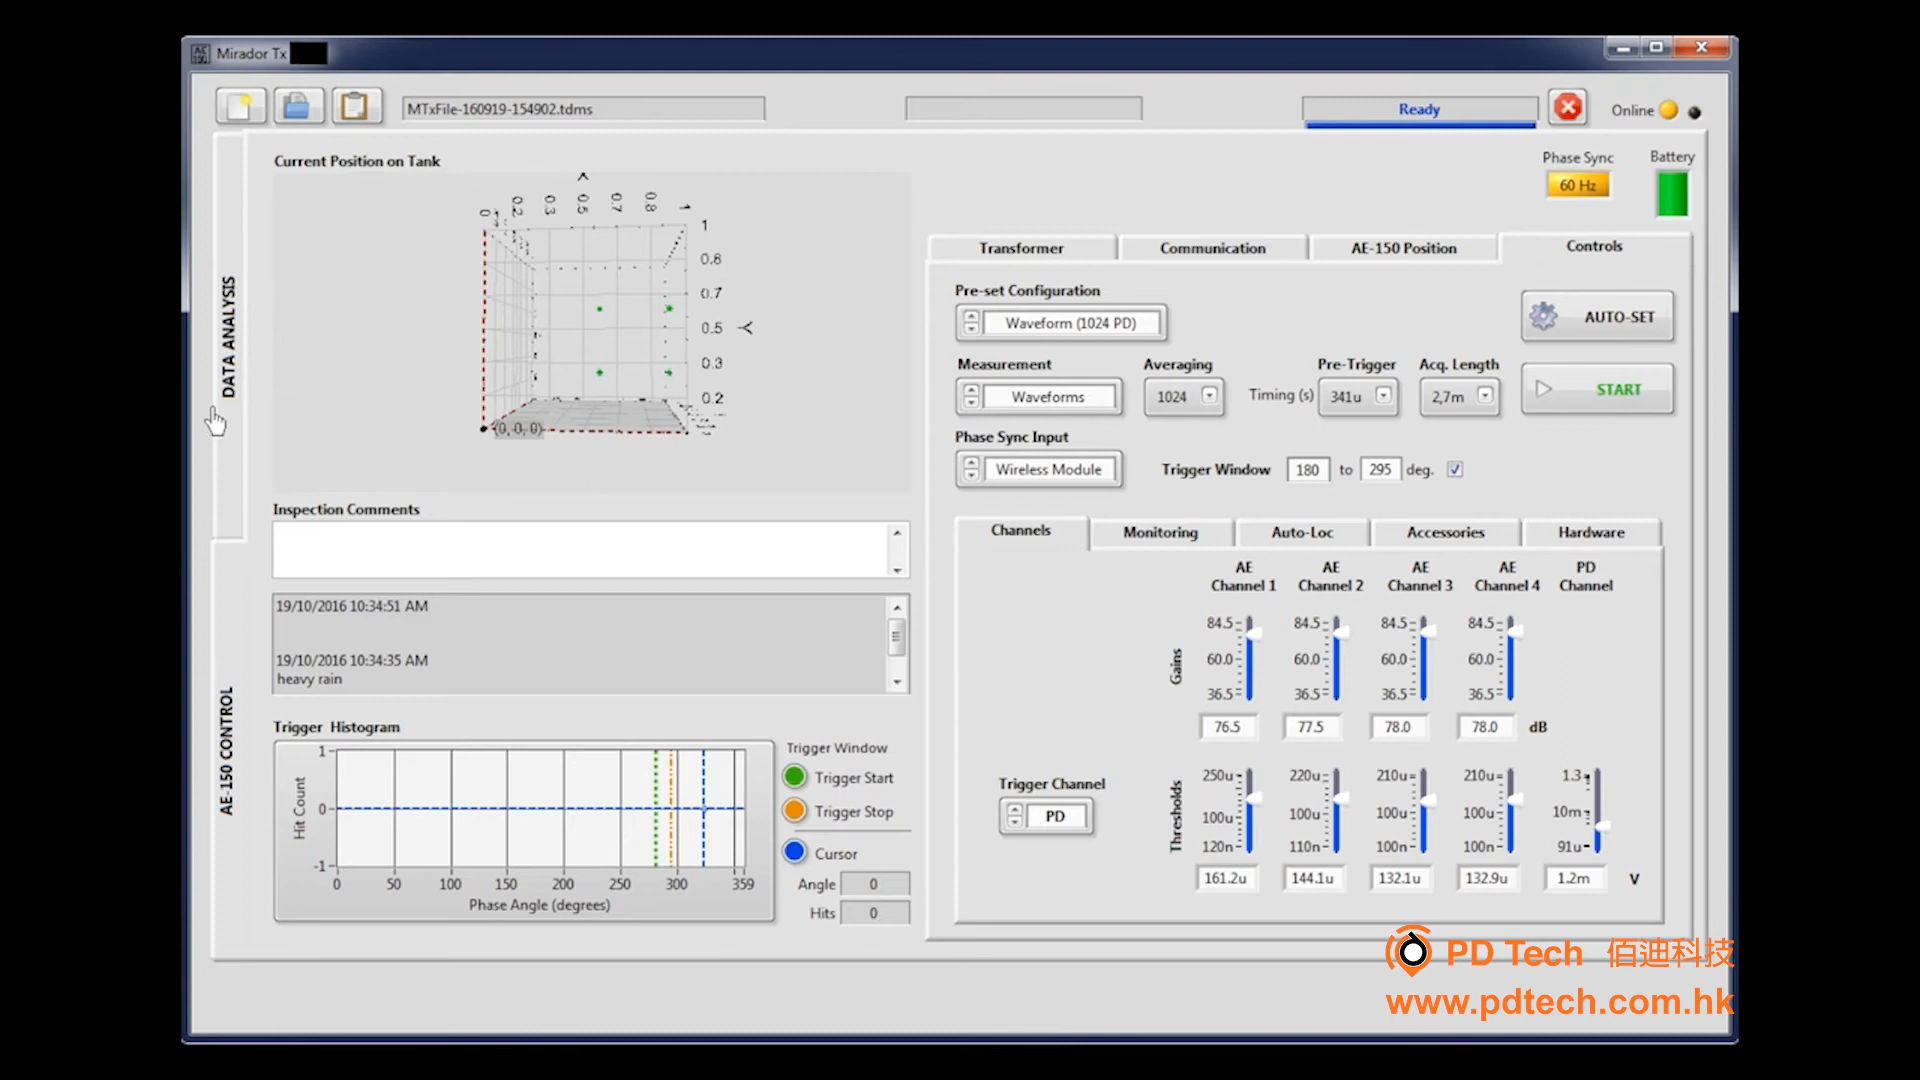 Mirador Tx
MTxFile-160919-154902.tdms
Ready
Online
Current Position on Tank
Phase Sync
Battery
60 Hz
X
0 0.2 0.3 0.5 0.7 0.8 1
1
0.8
0.7
0.5
Y
0.3
0.2
(0, 0, 0)
DATA ANALYSIS
AE-150 CONTROL
Transformer
Communication
AE-150 Position
Controls
Pre-set Configuration
Waveform (1024 PD)
AUTO-SET
Measurement
Averaging
Pre-Trigger
Acq. Length
Waveforms
1024
Timing (s)
341u
2,7m
START
Phase Sync Input
Wireless Module
Trigger Window 180 to 295 deg.
Inspection Comments
19/10/2016 10:34:51 AM
19/10/2016 10:34:35 AM
heavy rain
Channels
Monitoring
Auto-Loc
Accessories
Hardware
AE Channel 1
AE Channel 2
AE Channel 3
AE Channel 4
PD Channel
Gains
84.5 84.5 84.5 84.5
60.0 60.0 60.0 60.0
36.5 36.5 36.5 36.5
76.5 77.5 78.0 78.0 dB
Trigger Channel
PD
Thresholds
250u 220u 210u 210u 1.3
100u 100u 100u 100u 10m
120n 110n 100n 100n 91u
161.2u 144.1u 132.1u 132.9u 1.2m V
Trigger Histogram
Hit Count
1
0
-1
0 50 100 150 200 250 300 359
Phase Angle (degrees)
Trigger Window
Trigger Start
Trigger Stop
Cursor
Angle 0
Hits 0
PD Tech 佰迪科技
www.pdtech.com.hk